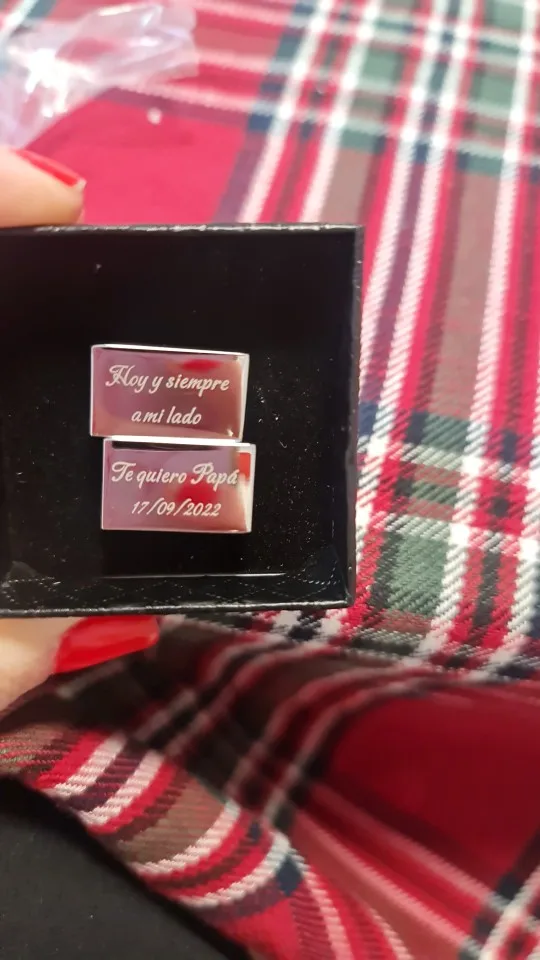 Hoy y siempre
a mi lado
Te quiero Papá
17/09/2022